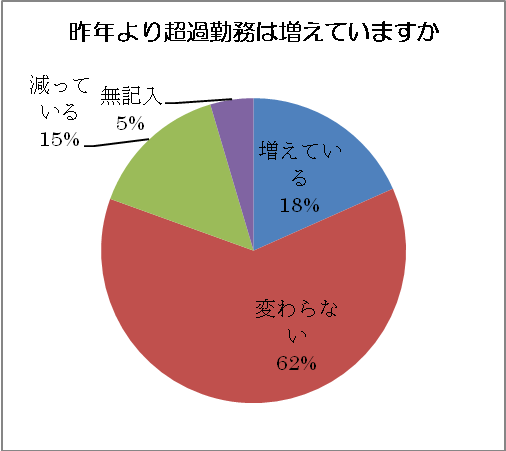 昨年より超過勤務は増えていますか
減って
いる
15%
無記入
5%
増えてい
る
18%
変わらな
い
62%